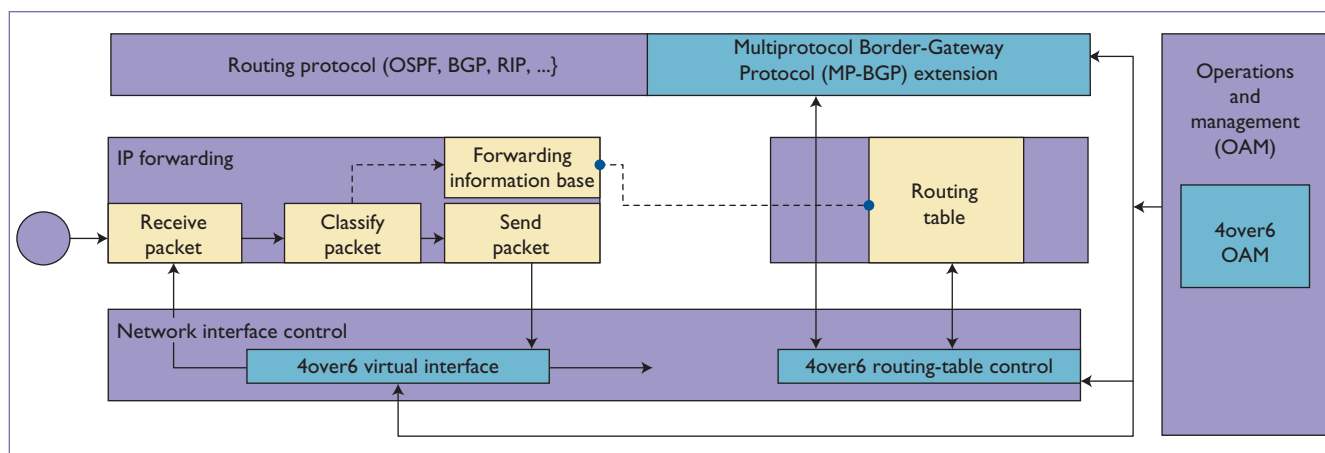 Routing protocol (OSPF, BGP, RIP, ...}
Multiprotocol Border-Gateway
Protocol (MP-BGP) extension
Operations and
management
(OAM)
4over6
OAM
IP forwarding
Forwarding
information base
Receive
packet
Classify
packet
Send
packet
Routing
table
Network interface control
4over6 virtual interface
4over6 routing-table control